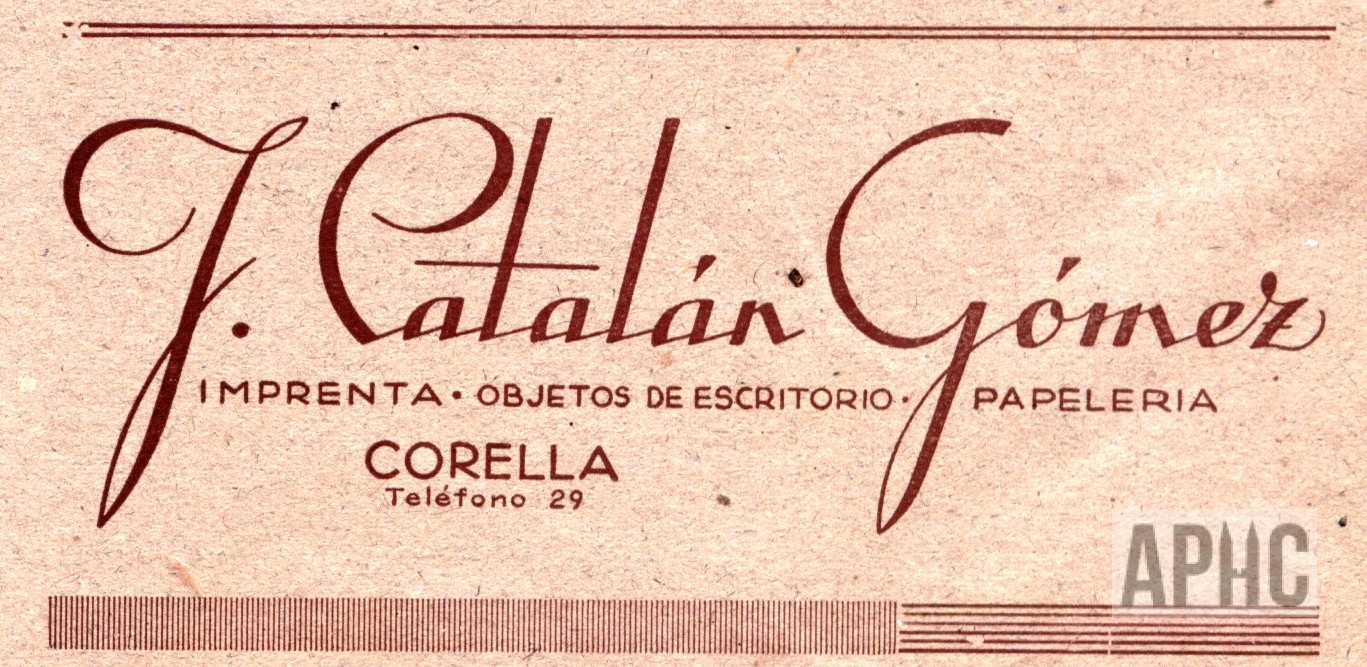 J. Catalán Gómez
IMPRENTA · OBJETOS DE ESCRITORIO · PAPELERIA
CORELLA
Teléfono 29
APHC